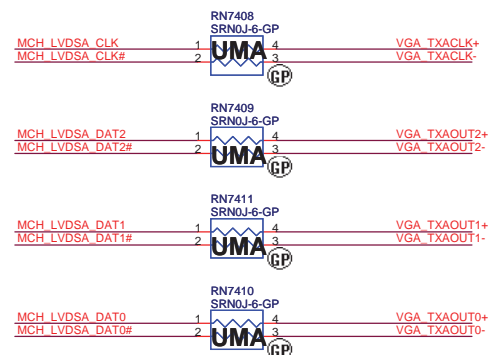 RN7408
SRN0J-6-GP
MCH_LVDSA_CLK 1 4 VGA_TXACLK+
MCH_LVDSA_CLK# 2 UMA 3 VGA_TXACLK-
GP
RN7409
SRN0J-6-GP
MCH_LVDSA_DAT2 1 4 VGA_TXAOUT2+
MCH_LVDSA_DAT2# 2 UMA 3 VGA_TXAOUT2-
GP
RN7411
SRN0J-6-GP
MCH_LVDSA_DAT1 1 4 VGA_TXAOUT1+
MCH_LVDSA_DAT1# 2 UMA 3 VGA_TXAOUT1-
GP
RN7410
SRN0J-6-GP
MCH_LVDSA_DAT0 1 4 VGA_TXAOUT0+
MCH_LVDSA_DAT0# 2 UMA 3 VGA_TXAOUT0-
GP